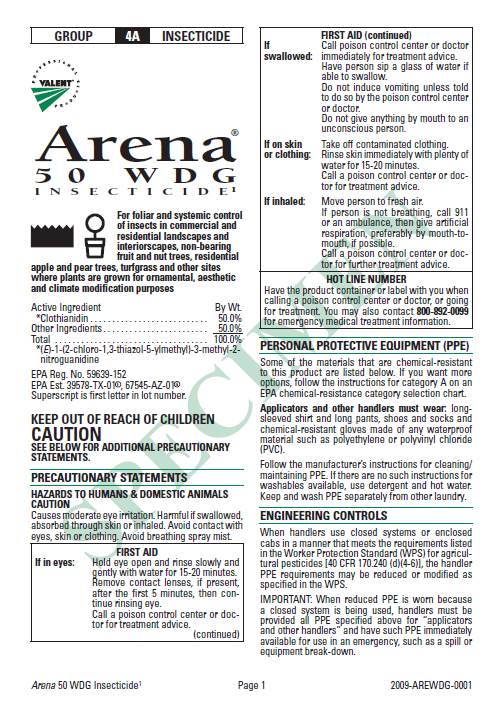 GROUP 4A INSECTICIDE
VALENT
Arena®
50 WDG
INSECTICIDE¹
For foliar and systemic control
of insects in commercial and
residential landscapes and
interiorscapes, non-bearing
fruit and nut trees, residential
apple and pear trees, turfgrass and other sites
where plants are grown for ornamental, aesthetic
and climate modification purposes
Active Ingredient By Wt.
*Clothianidin . . . . . . . . . . . . . . . . . . . . . . . . . 50.0%
Other Ingredients . . . . . . . . . . . . . . . . . . . . . . 50.0%
Total . . . . . . . . . . . . . . . . . . . . . . . . . . . . . . . 100.0%
*(E)-1-(2-chloro-1,3-thiazol-5-ylmethyl)-3-methyl-2-
nitroguanidine
EPA Reg. No. 59639-152
EPA Est. 39578-TX-01, 67545-AZ-01
Superscript is first letter in lot number.
KEEP OUT OF REACH OF CHILDREN
CAUTION
SEE BELOW FOR ADDITIONAL PRECAUTIONARY
STATEMENTS.
PRECAUTIONARY STATEMENTS
HAZARDS TO HUMANS & DOMESTIC ANIMALS
CAUTION
Causes moderate eye irritation. Harmful if swallowed,
absorbed through skin or inhaled. Avoid contact with
eyes, skin or clothing. Avoid breathing spray mist.
FIRST AID
If in eyes: Hold eye open and rinse slowly and
gently with water for 15-20 minutes.
Remove contact lenses, if present,
after the first 5 minutes, then con-
tinue rinsing eye.
Call a poison control center or doc-
tor for treatment advice.
(continued)
FIRST AID (continued)
If Call poison control center or doctor
swallowed: immediately for treatment advice.
Have person sip a glass of water if
able to swallow.
Do not induce vomiting unless told
to do so by the poison control center
or doctor.
Do not give anything by mouth to an
unconscious person.
If on skin Take off contaminated clothing.
or clothing: Rinse skin immediately with plenty of
water for 15-20 minutes.
Call a poison control center or doc-
tor for treatment advice.
If inhaled: Move person to fresh air.
If person is not breathing, call 911
or an ambulance, then give artificial
respiration, preferably by mouth-to-
mouth, if possible.
Call a poison control center or doc-
tor for further treatment advice.
HOT LINE NUMBER
Have the product container or label with you when
calling a poison control center or doctor, or going
for treatment. You may also contact 800-892-0099
for emergency medical treatment information.
PERSONAL PROTECTIVE EQUIPMENT (PPE)
Some of the materials that are chemical-resistant
to this product are listed below. If you want more
options, follow the instructions for category A on an
EPA chemical-resistance category selection chart.
Applicators and other handlers must wear: long-
sleeved shirt and long pants, shoes and socks and
chemical-resistant gloves made of any waterproof
material such as polyethylene or polyvinyl chloride
(PVC).
Follow the manufacturer's instructions for cleaning/
maintaining PPE. If there are no such instructions for
washables available, use detergent and hot water.
Keep and wash PPE separately from other laundry.
ENGINEERING CONTROLS
When handlers use closed systems or enclosed
cabs in a manner that meets the requirements listed
in the Worker Protection Standard (WPS) for agricul-
tural pesticides [40 CFR 170.240 (d)(4-6)], the handler
PPE requirements may be reduced or modified as
specified in the WPS.
IMPORTANT: When reduced PPE is worn because
a closed system is being used, handlers must be
provided all PPE specified above for "applicators
and other handlers" and have such PPE immediately
available for use in an emergency, such as a spill or
equipment break-down.
SPECIMEN
Arena 50 WDG Insecticide¹ Page 1 2009-AREWDG-0001